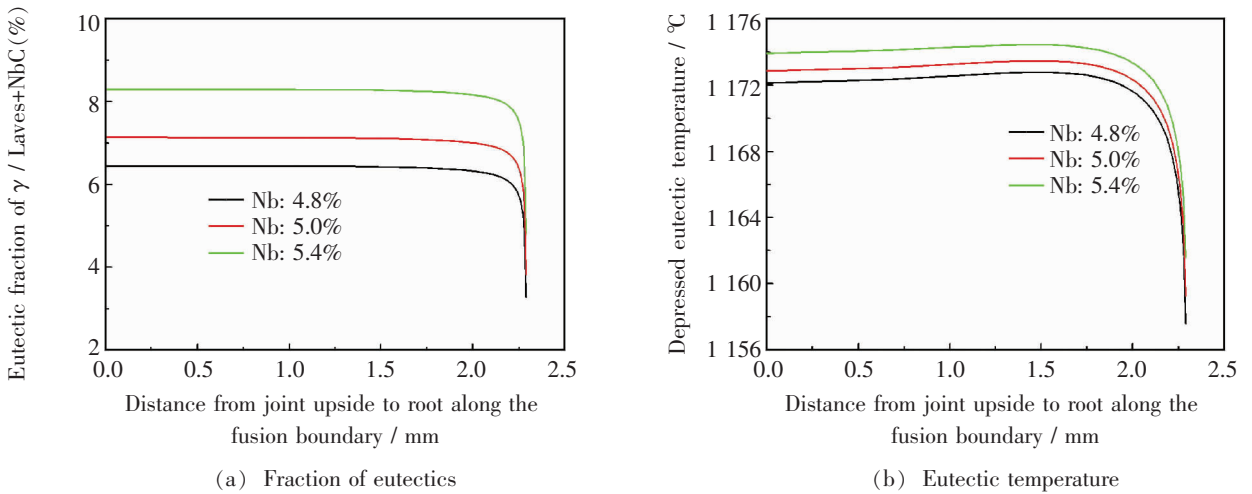 Eutectic fraction of γ / Laves+NbC(%)
10
8
6
4
2
Nb: 4.8%
Nb: 5.0%
Nb: 5.4%
0.0 0.5 1.0 1.5 2.0 2.5
Distance from joint upside to root along the
fusion boundary / mm
(a) Fraction of eutectics
Depressed eutectic temperature / ℃
1 176
1 172
1 168
1 164
1 160
1 156
Nb: 4.8%
Nb: 5.0%
Nb: 5.4%
0.0 0.5 1.0 1.5 2.0 2.5
Distance from joint upside to root along the
fusion boundary / mm
(b) Eutectic temperature